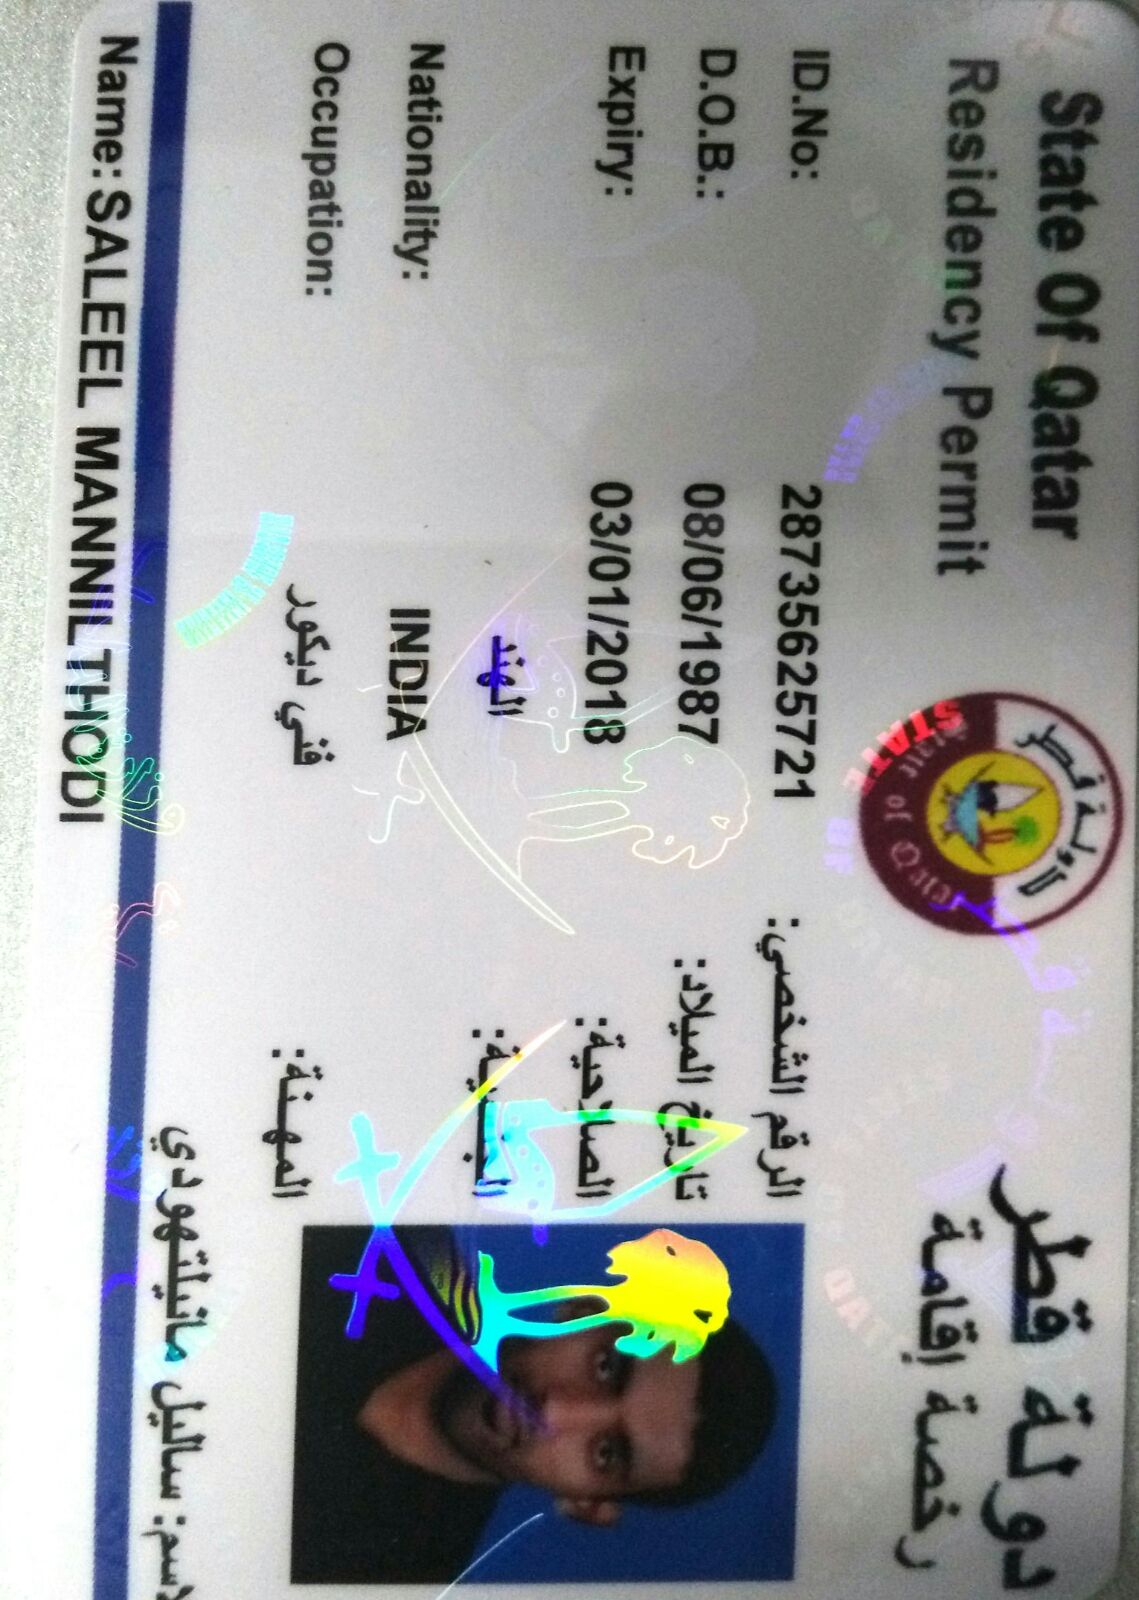 State Of Qatar
دولة قطر
Residency Permit
رخصة إقامة
دولة قطر
State of Qatar
ID.No: 28735625721 الرقم الشخصي:
D.O.B.: 08/06/1987 تاريخ الميلاد:
Expiry: 03/01/2018 الصلاحية:
الهند الجنسية:
Nationality: INDIA
Occupation: فني ديكور المهنة:
الاسم: ساليل مانيلتهودي
Name: SALEEL MANNILTHODI